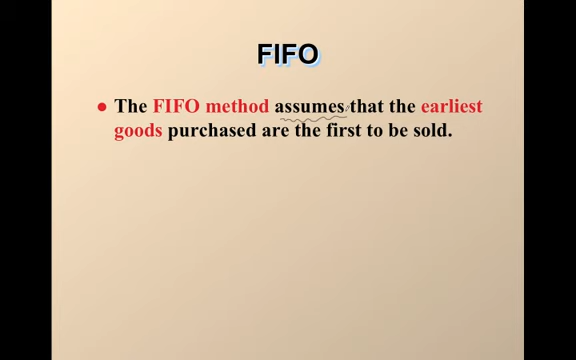 FIFO
• The FIFO method assumes that the earliest
goods purchased are the first to be sold.